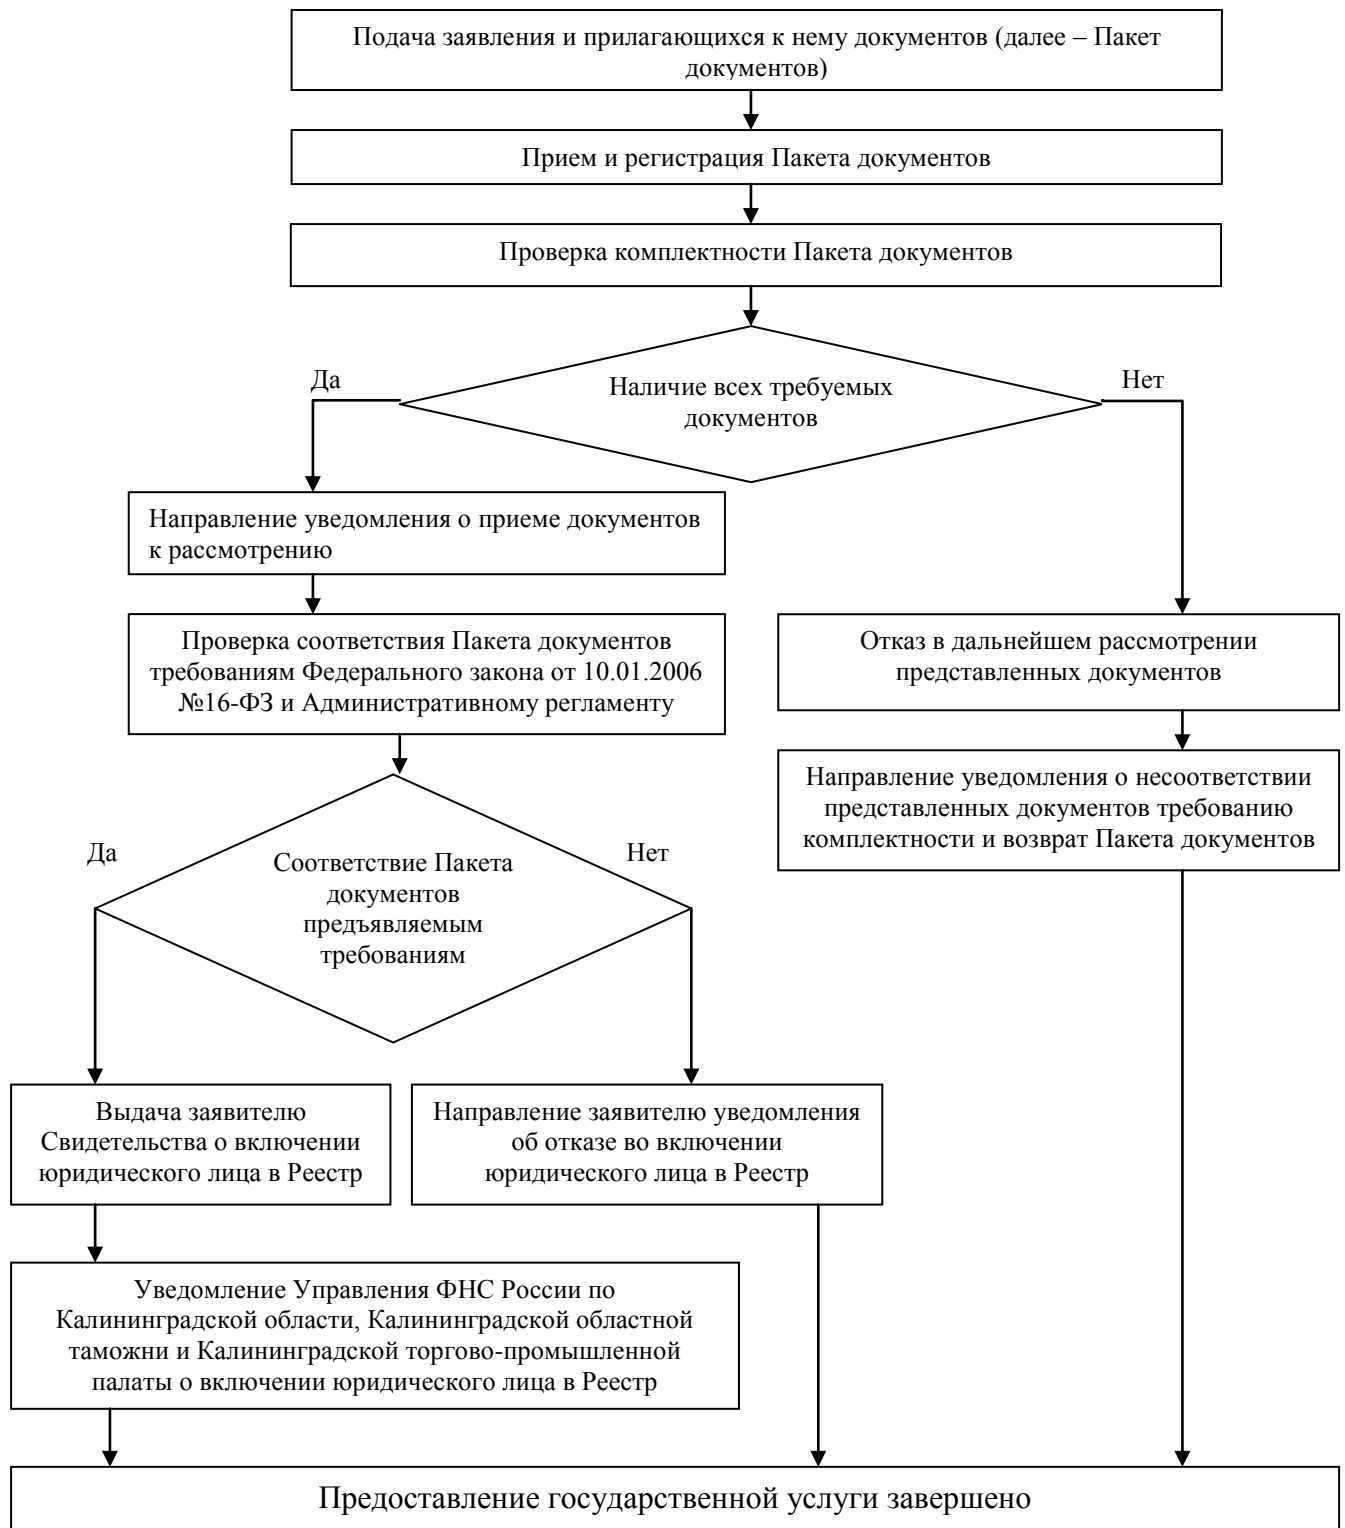 Подача заявления и прилагающихся к нему документов (далее – Пакет
документов)
Прием и регистрация Пакета документов
Проверка комплектности Пакета документов
Да
Нет
Наличие всех требуемых
документов
Направление уведомления о приеме документов
к рассмотрению
Проверка соответствия Пакета документов
требованиям Федерального закона от 10.01.2006
№16-ФЗ и Административному регламенту
Отказ в дальнейшем рассмотрении
представленных документов
Направление уведомления о несоответствии
представленных документов требованию
комплектности и возврат Пакета документов
Да
Нет
Соответствие Пакета
документов
предъявляемым
требованиям
Выдача заявителю
Свидетельства о включении
юридического лица в Реестр
Направление заявителю уведомления
об отказе во включении
юридического лица в Реестр
Уведомление Управления ФНС России по
Калининградской области, Калининградской областной
таможни и Калининградской торгово-промышленной
палаты о включении юридического лица в Реестр
Предоставление государственной услуги завершено